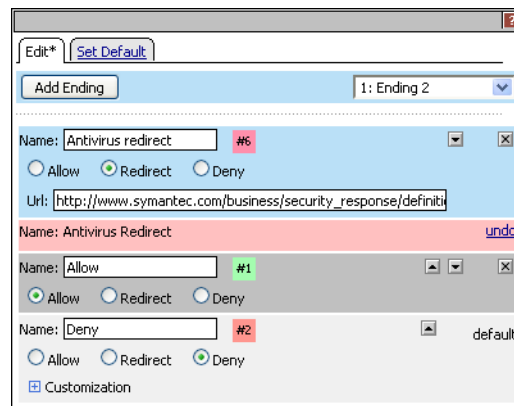 ?
Edit* Set Default
Add Ending 1: Ending 2
Name: Antivirus redirect #6
Allow Redirect Deny
Url: http://www.symantec.com/business/security_response/definiti
Name: Antivirus Redirect undo
Name: Allow #1
Allow Redirect Deny
Name: Deny #2 default
Allow Redirect Deny
Customization